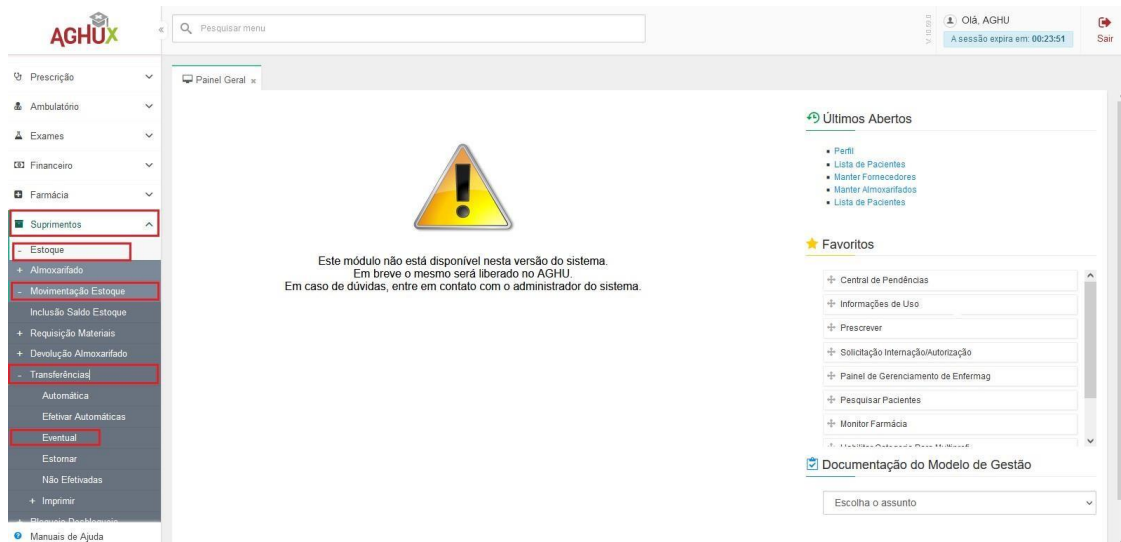 AGHUX
«
Pesquisar menu
V. 10.59.0
Olá, AGHU
A sessão expira em: 00:23:51
Sair
Prescrição
Ambulatório
Exames
Financeiro
Farmácia
Suprimentos
- Estoque
+ Almoxarifado
- Movimentação Estoque
Inclusão Saldo Estoque
+ Requisição Materiais
+ Devolução Almoxarifado
- Transferências
Automática
Efetivar Automáticas
Eventual
Estornar
Não Efetivadas
+ Imprimir
Manuais de Ajuda
Painel Geral ×
Este módulo não está disponível nesta versão do sistema.
Em breve o mesmo será liberado no AGHU.
Em caso de dúvidas, entre em contato com o administrador do sistema.
Últimos Abertos
Perfil
Lista de Pacientes
Manter Fornecedores
Manter Almoxarifados
Lista de Pacientes
Favoritos
Central de Pendências
Informações de Uso
Prescrever
Solicitação Internação/Autorização
Painel de Gerenciamento de Enfermag
Pesquisar Pacientes
Monitor Farmácia
Documentação do Modelo de Gestão
Escolha o assunto